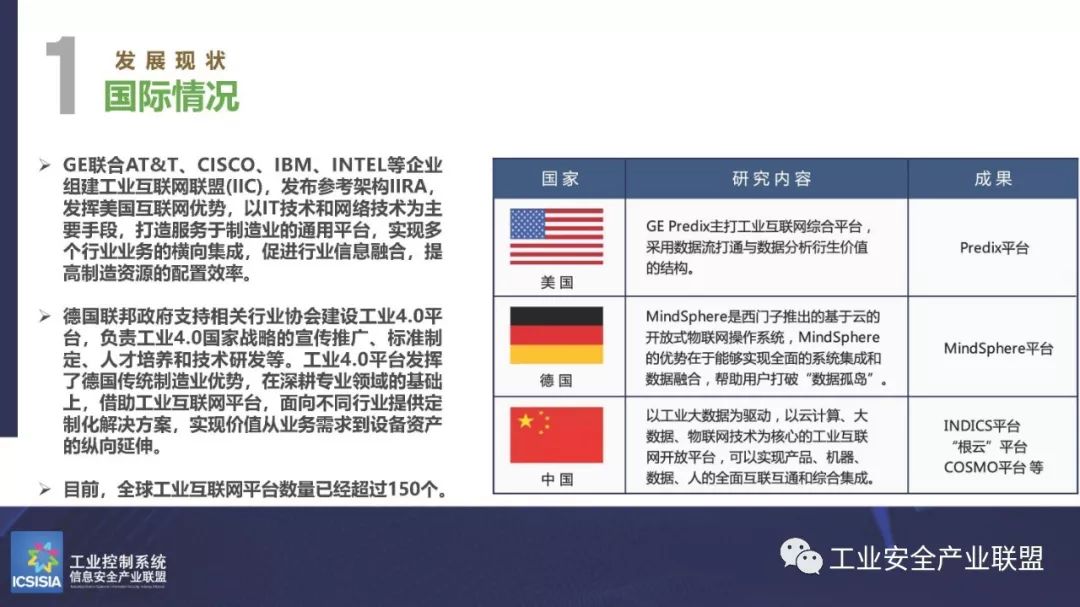 1
发展现状
国际情况
➢ GE联合AT&T、CISCO、IBM、INTEL等企业
组建工业互联网联盟(IIC)，发布参考架构IIRA，
发挥美国互联网优势，以IT技术和网络技术为主
要手段，打造服务于制造业的通用平台，实现多
个行业业务的横向集成，促进行业信息融合，提
高制造资源的配置效率。
➢ 德国联邦政府支持相关行业协会建设工业4.0平
台，负责工业4.0国家战略的宣传推广、标准制
定、人才培养和技术研发等。工业4.0平台发挥
了德国传统制造业优势，在深耕专业领域的基础
上，借助工业互联网平台，面向不同行业提供定
制化解决方案，实现价值从业务需求到设备资产
的纵向延伸。
➢ 目前，全球工业互联网平台数量已经超过150个。
国家 研究内容 成果
美国
GE Predix主打工业互联网综合平台，
采用数据流打通与数据分析衍生价值
的结构。
Predix平台
德国
MindSphere是西门子推出的基于云的
开放式物联网操作系统，MindSphere
的优势在于能够实现全面的系统集成和
数据融合，帮助用户打破“数据孤岛”。
MindSphere平台
中国
以工业大数据为驱动，以云计算、大
数据、物联网技术为核心的工业互联
网开放平台，可以实现产品、机器、
数据、人的全面互联互通和综合集成。
INDICS平台
“根云”平台
COSMO平台 等
ICSISIA
工业控制系统
信息安全产业联盟
工业安全产业联盟